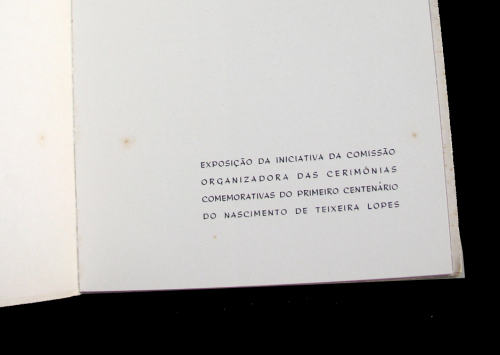 EXPOSIÇÃO DA INICIATIVA DA COMISSÃO
ORGANIZADORA DAS CERIMÓNIAS
COMEMORATIVAS DO PRIMEIRO CENTENÁRIO
DO NASCIMENTO DE TEIXEIRA LOPES